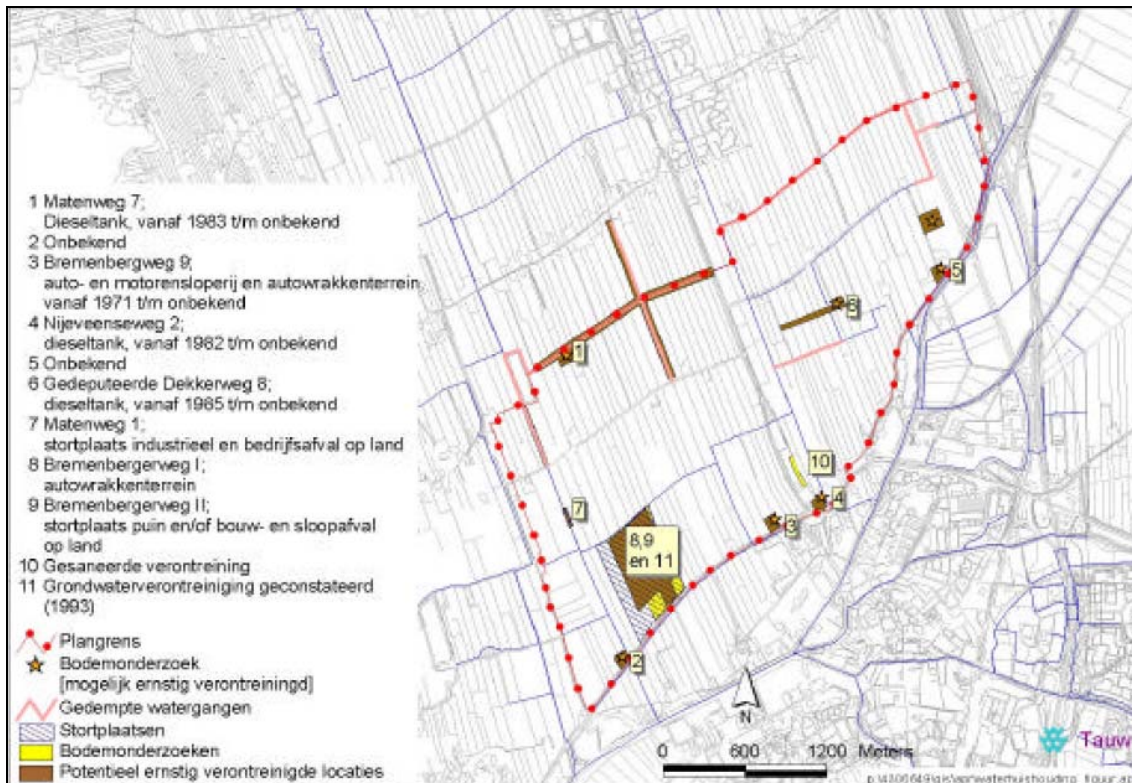 1 Matenweg 7;
Dieseltank, vanaf 1983 t/m onbekend
2 Onbekend
3 Bremenbergweg 9;
auto- en motorensloperij en autowrakkenterrein
vanaf 1971 t/m onbekend
4 Nijeveenseweg 2;
dieseltank, vanaf 1982 t/m onbekend
5 Onbekend
6 Gedeputeerde Dekkerweg 8;
dieseltank, vanaf 1985 t/m onbekend
7 Matenweg 1;
stortplaats industrieel en bedrijfsafval op land
8 Bremenbergerweg I;
autowrakkenterrein
9 Bremenbergerweg II;
stortplaats puin en/of bouw- en sloopafval
op land
10 Gesaneerde verontreining
11 Grondwaterverontreiniging geconstateerd
(1993)
Plangrens
Bodemonderzoek
[mogelijk ernstig verontreiningd]
Gedempte watergangen
Stortplaatsen
Bodemonderzoeken
Potentieel ernstig verontreinigde locaties
5
6
1
10
4
7
3
8,9
en 11
2
N
0 600 1200 Meters
Tauw